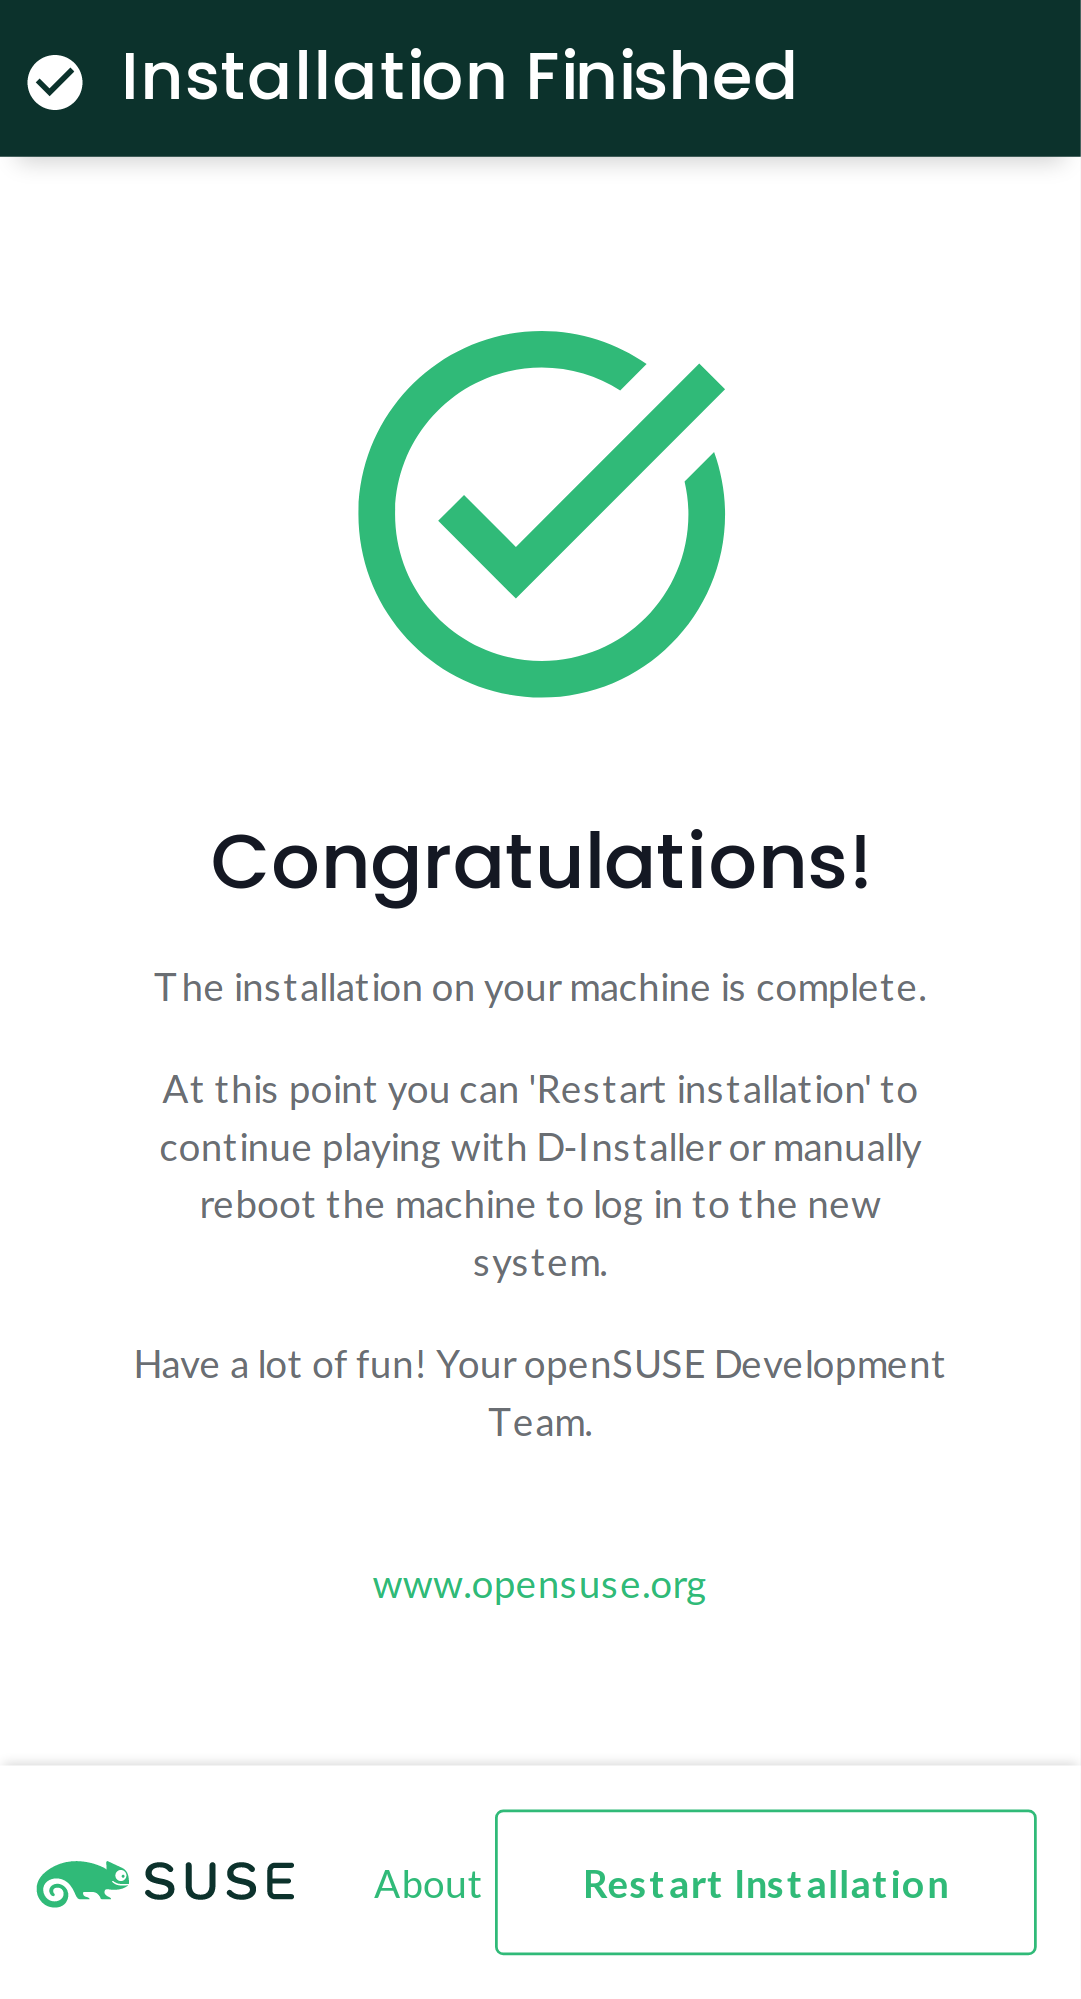 Installation Finished
Congratulations!
The installation on your machine is complete.
At this point you can 'Restart installation' to
continue playing with D-Installer or manually
reboot the machine to log in to the new
system.
Have a lot of fun! Your openSUSE Development
Team.
www.opensuse.org
SUSE About Restart Installation